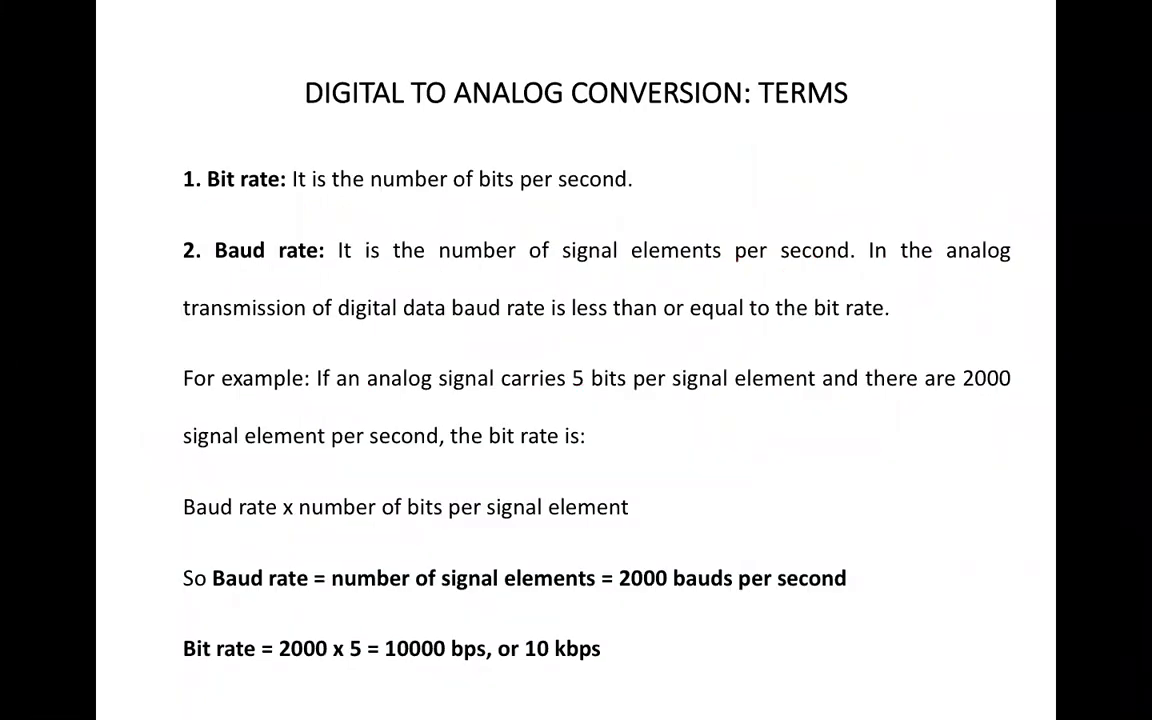 DIGITAL TO ANALOG CONVERSION: TERMS
1. Bit rate: It is the number of bits per second.
2. Baud rate: It is the number of signal elements per second. In the analog
transmission of digital data baud rate is less than or equal to the bit rate.
For example: If an analog signal carries 5 bits per signal element and there are 2000
signal element per second, the bit rate is:
Baud rate x number of bits per signal element
So Baud rate = number of signal elements = 2000 bauds per second
Bit rate = 2000 x 5 = 10000 bps, or 10 kbps